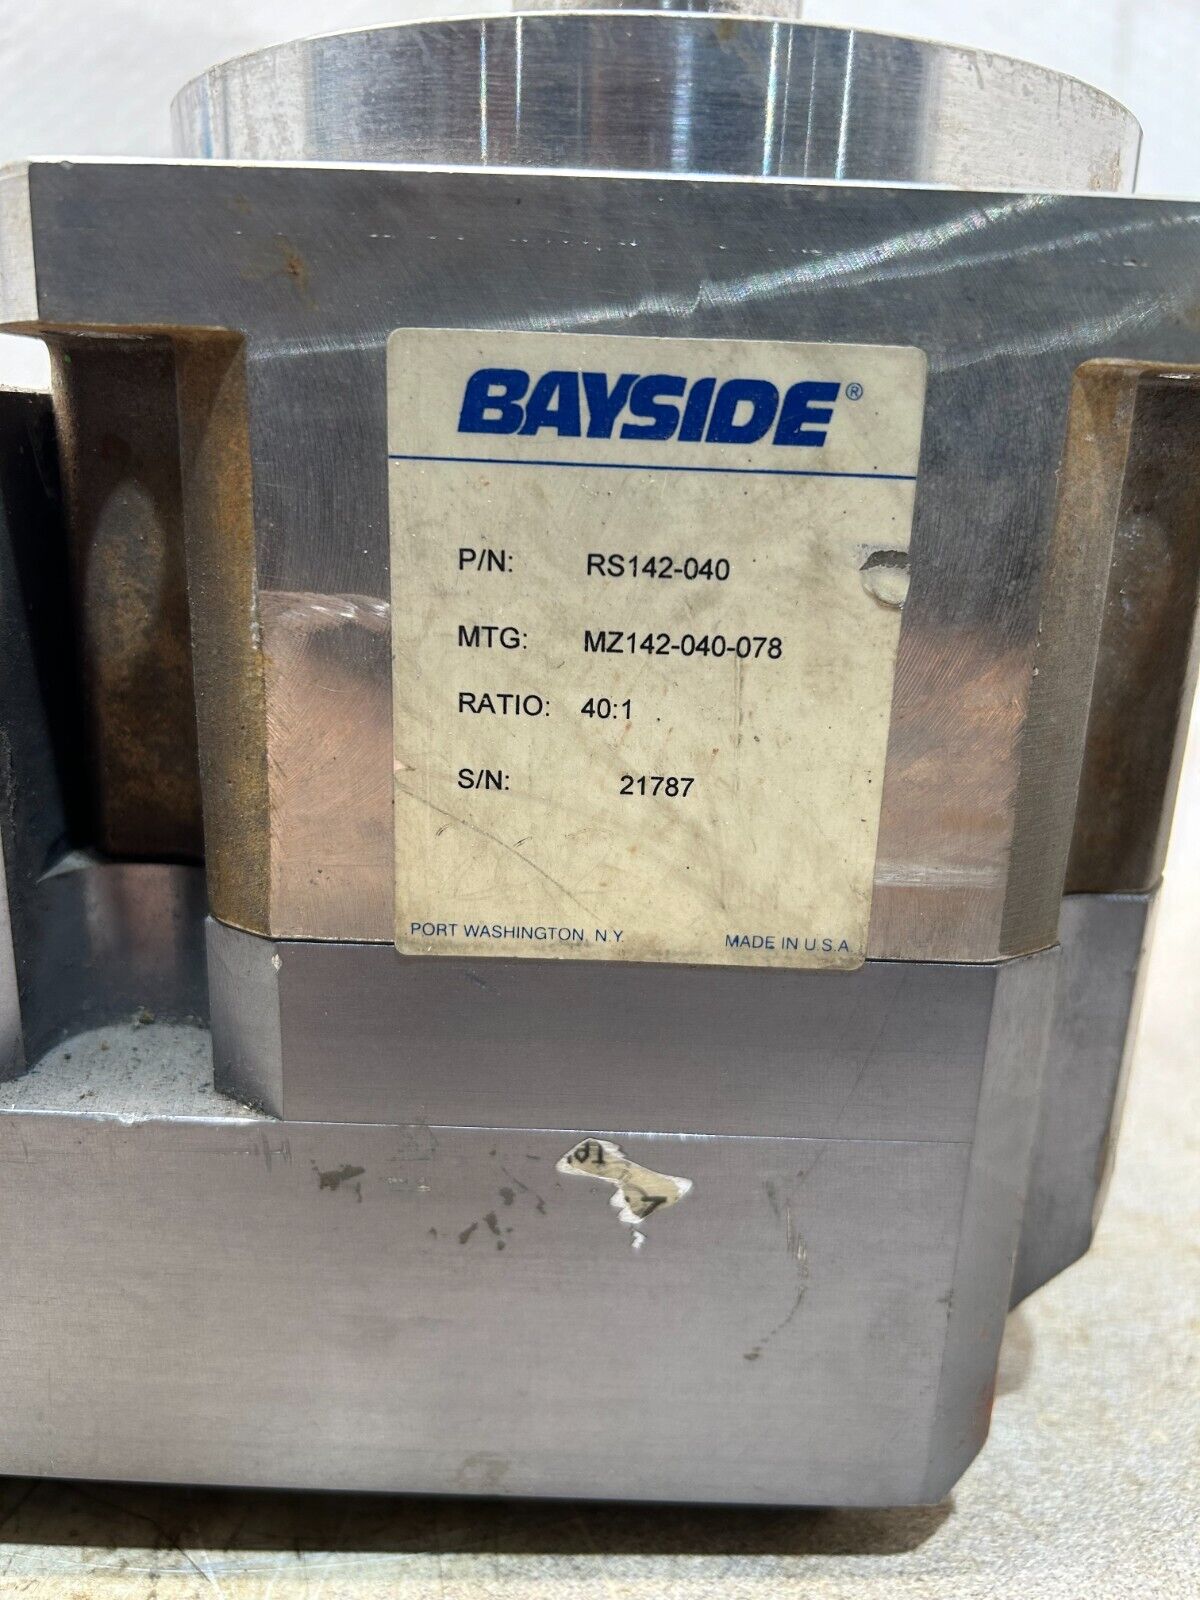 BAYSIDE®
P/N: RS142-040
MTG: MZ142-040-078
RATIO: 40:1
S/N: 21787
PORT WASHINGTON, N.Y. MADE IN U.S.A